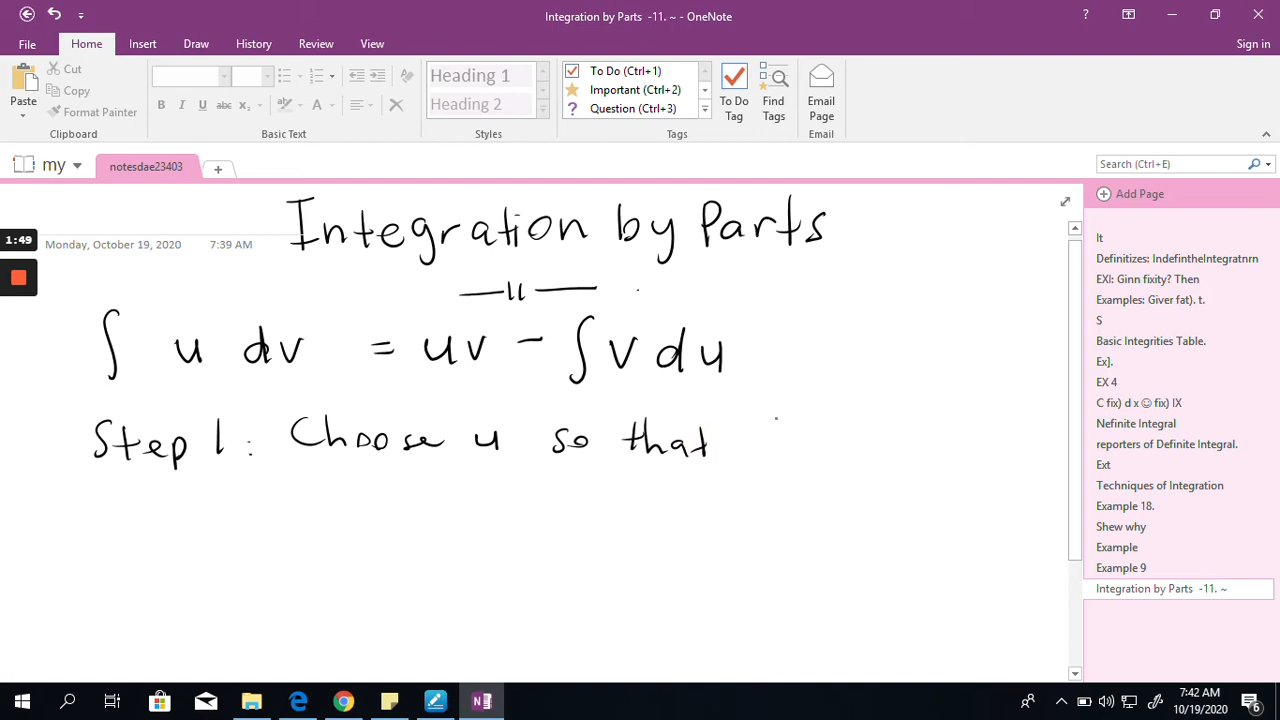 Integration by Parts -11. ~ - OneNote
File Home Insert Draw History Review View
Sign in
Paste
Cut
Copy
Format Painter
Clipboard
B I U abc x₂ A
Basic Text
Heading 1
Heading 2
Styles
To Do (Ctrl+1)
Important (Ctrl+2)
? Question (Ctrl+3)
Tags
To Do Tag
Find Tags
Email Page
Email
my notesdae23403
Search (Ctrl+E)
Add Page
Integration by Parts
1:49
Monday, October 19, 2020 7:39 AM
∫ u dv = uv - ∫ v du
Step 1: Choose u so that
It
Definitizes: IndefintheIntegratnrn
EXI: Ginn fixity? Then
Examples: Giver fat). t.
S
Basic Integrities Table.
Ex].
EX 4
C fix) d x ☺ fix) IX
Nefinite Integral
reporters of Definite Integral.
Ext
Techniques of Integration
Example 18.
Shew why
Example
Example 9
Integration by Parts -11. ~
7:42 AM
10/19/2020
6